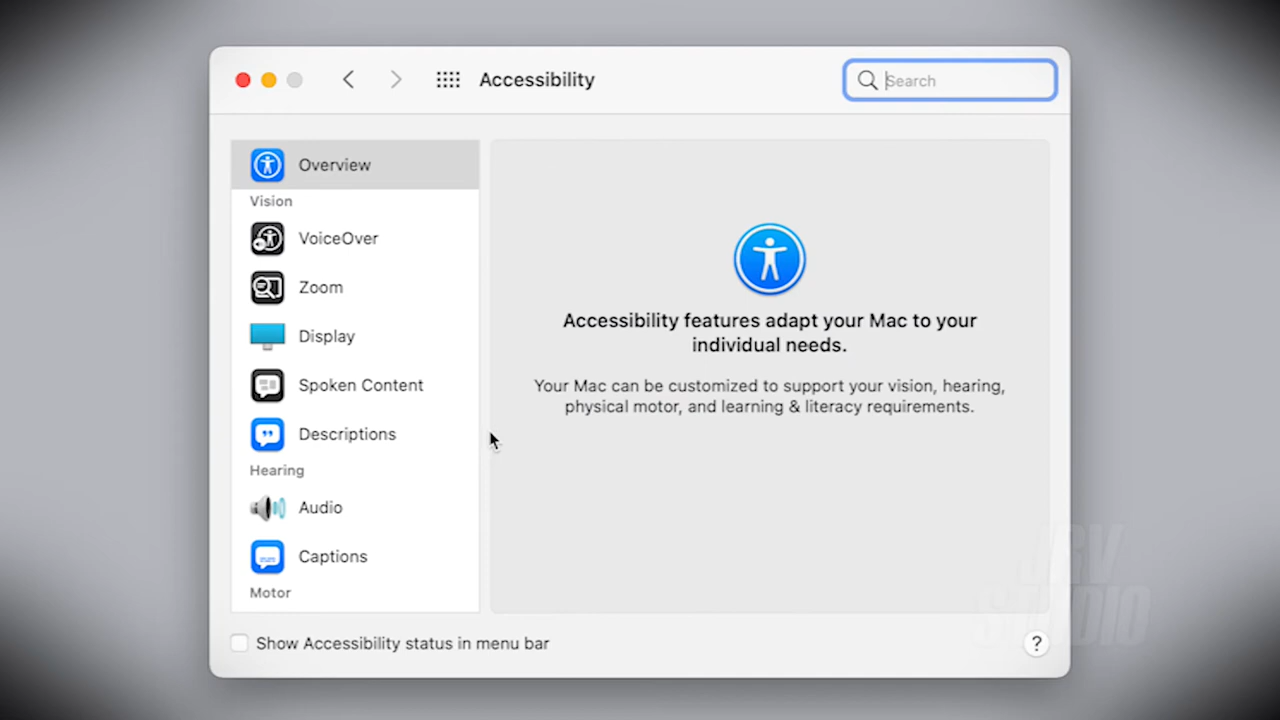 Accessibility
Search
Overview
Vision
VoiceOver
Zoom
Display
Spoken Content
Descriptions
Hearing
Audio
Captions
Motor
Accessibility features adapt your Mac to your
individual needs.
Your Mac can be customized to support your vision, hearing,
physical motor, and learning & literacy requirements.
Show Accessibility status in menu bar
?
JRV
STUDIO